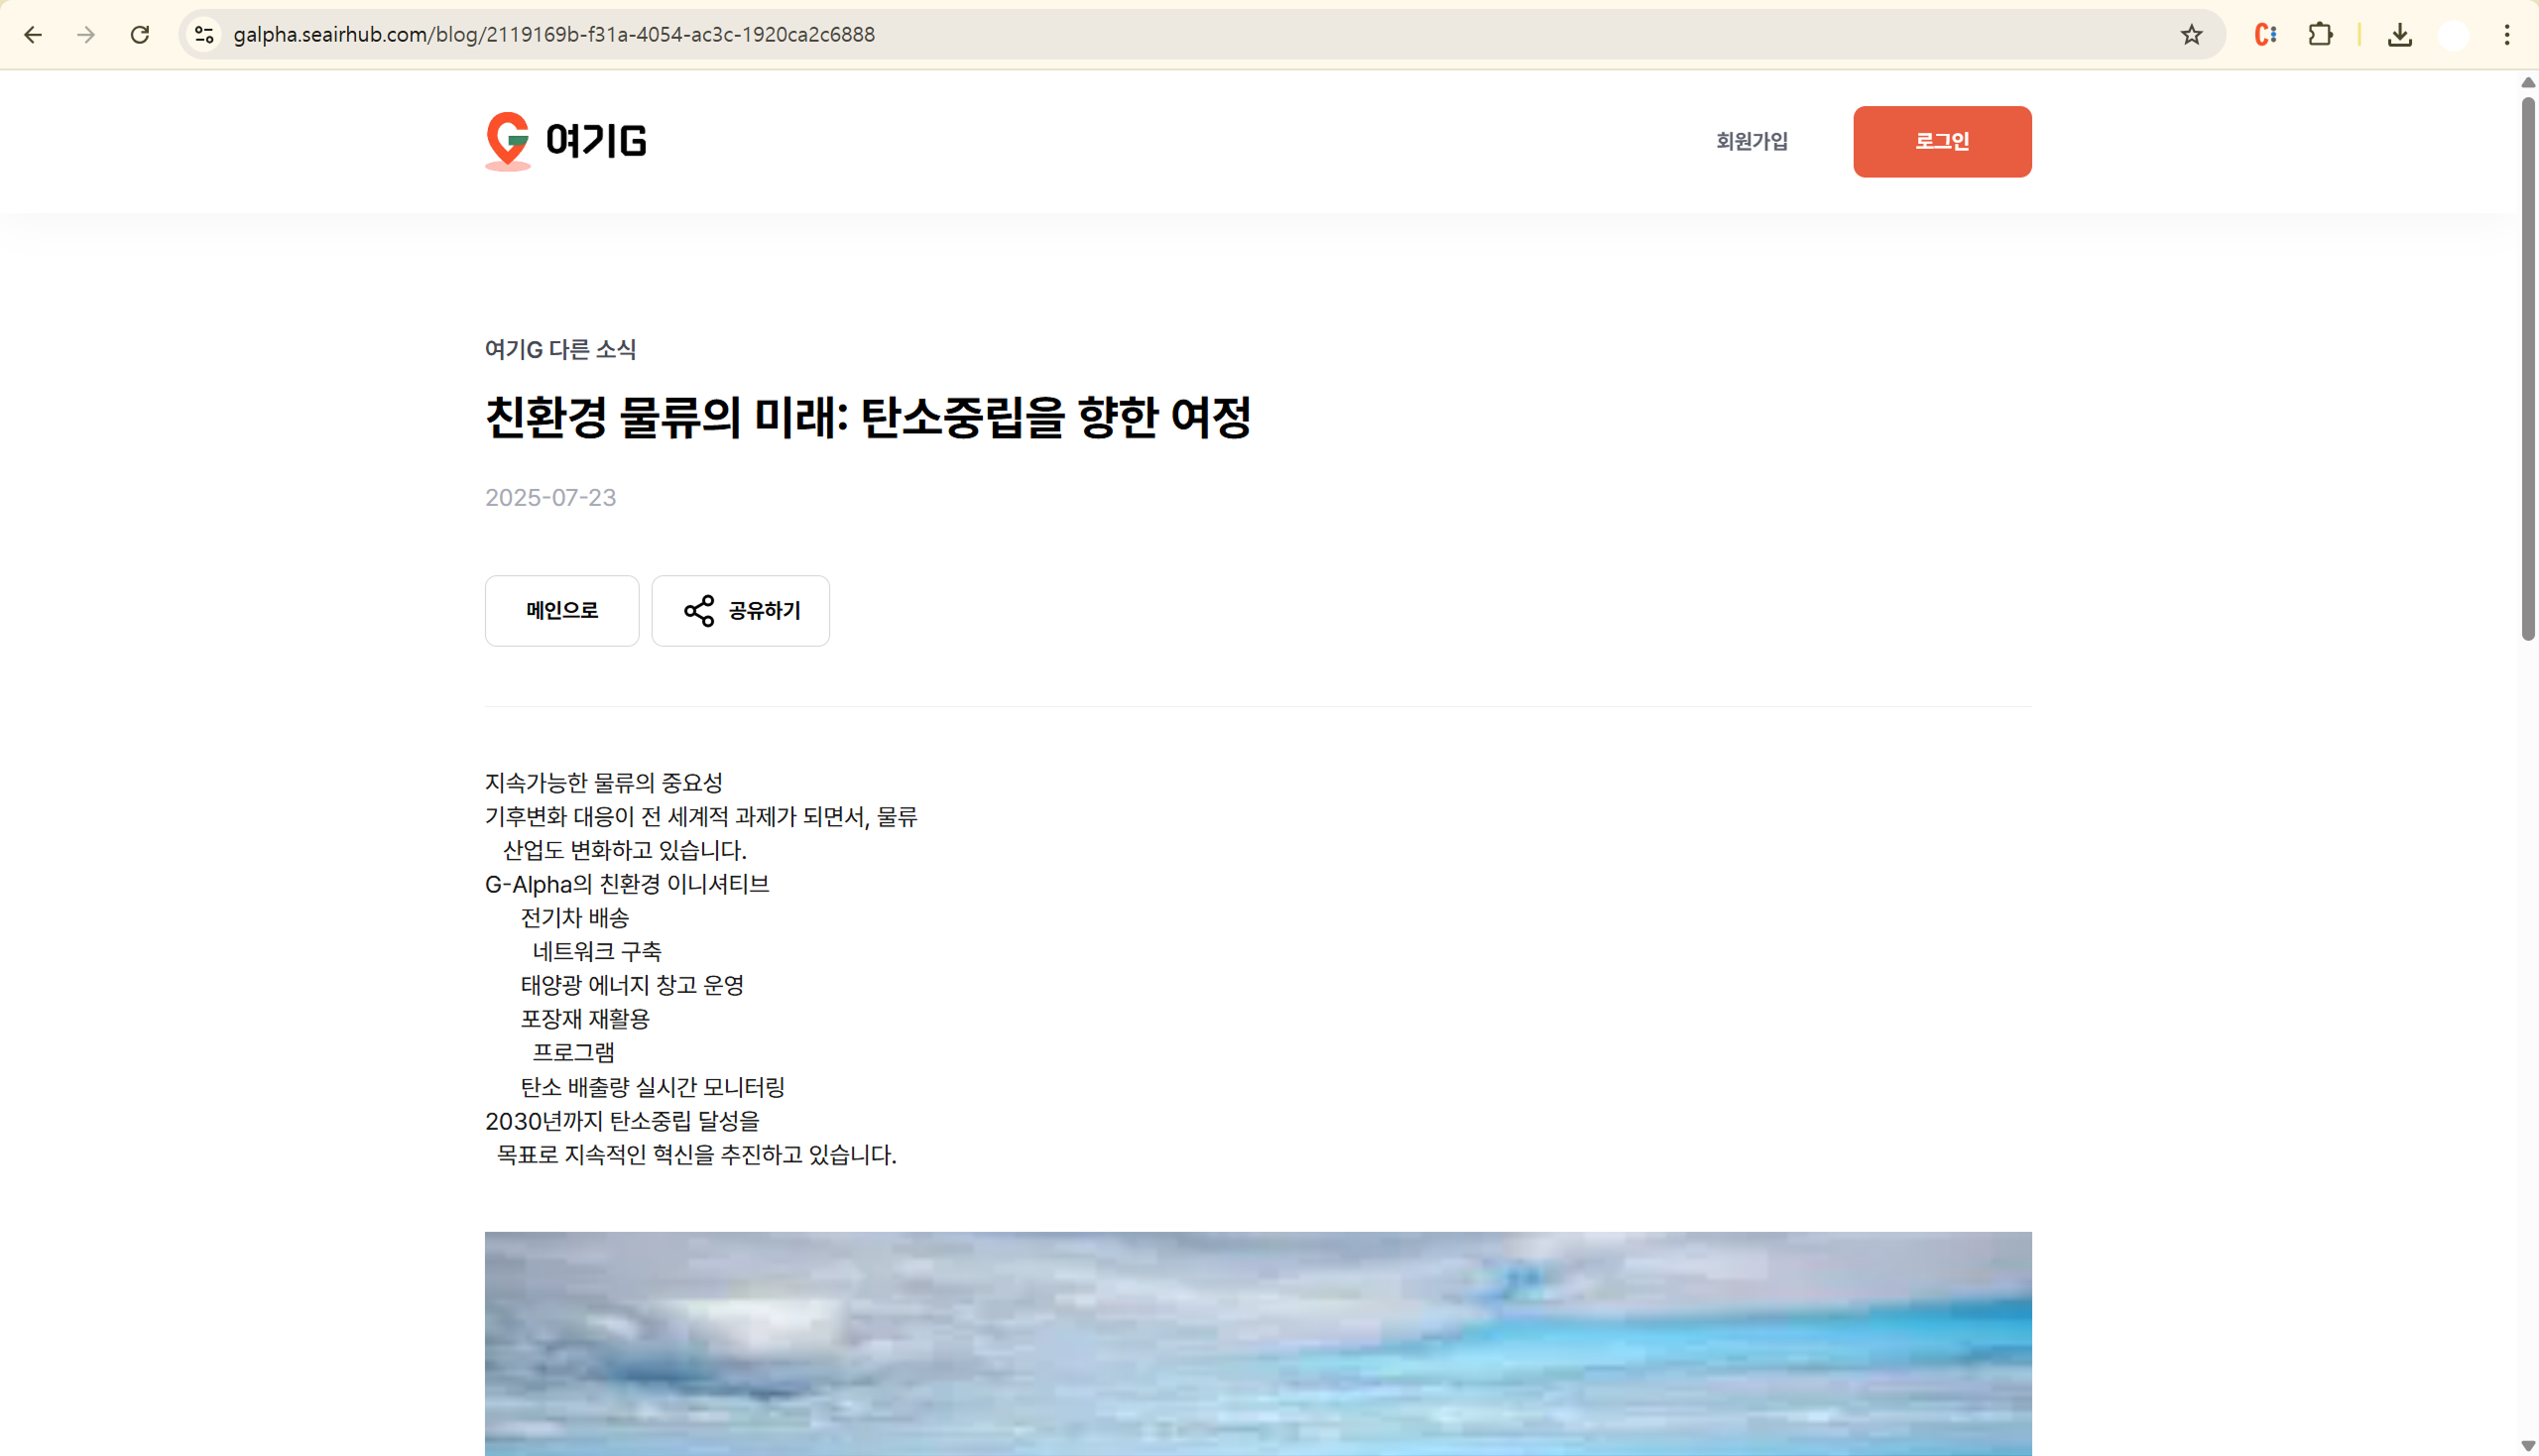 galpha.seairhub.com/blog/2119169b-f31a-4054-ac3c-1920ca2c6888
여기G
회원가입
로그인
여기G 다른 소식
친환경 물류의 미래: 탄소중립을 향한 여정
2025-07-23
메인으로
공유하기
지속가능한 물류의 중요성
기후변화 대응이 전 세계적 과제가 되면서, 물류
산업도 변화하고 있습니다.
G-Alpha의 친환경 이니셔티브
전기차 배송
네트워크 구축
태양광 에너지 창고 운영
포장재 재활용
프로그램
탄소 배출량 실시간 모니터링
2030년까지 탄소중립 달성을
목표로 지속적인 혁신을 추진하고 있습니다.